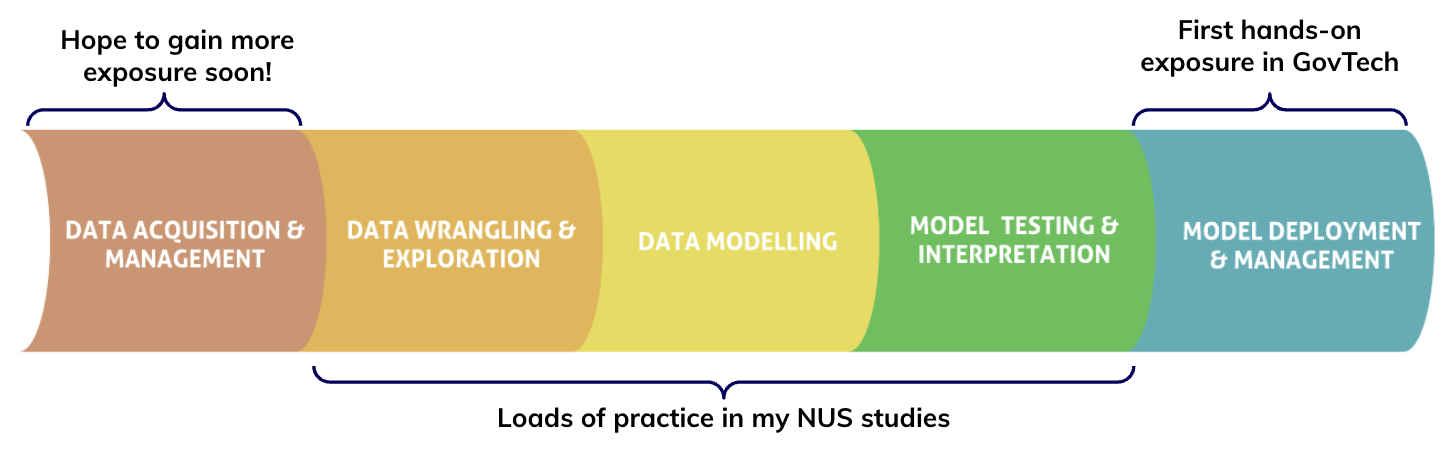 Hope to gain more
exposure soon!
First hands-on
exposure in GovTech
DATA ACQUISITION &
MANAGEMENT
DATA WRANGLING &
EXPLORATION
DATA MODELLING
MODEL TESTING &
INTERPRETATION
MODEL DEPLOYMENT
& MANAGEMENT
Loads of practice in my NUS studies